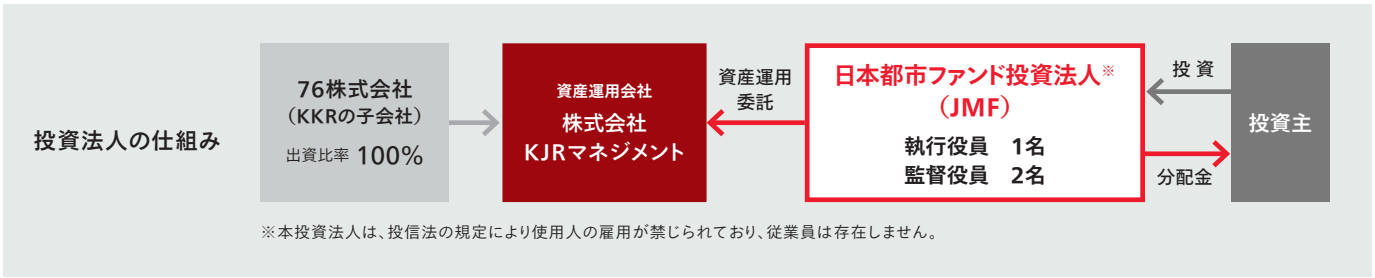 投資法人の仕組み
76株式会社
（KKRの子会社）
出資比率 100%
資産運用会社
株式会社
KJRマネジメント
資産運用
委託
日本都市ファンド投資法人※
（JMF）
執行役員　1名
監督役員　2名
投 資
分配金
投資主
※本投資法人は、投信法の規定により使用人の雇用が禁じられており、従業員は存在しません。